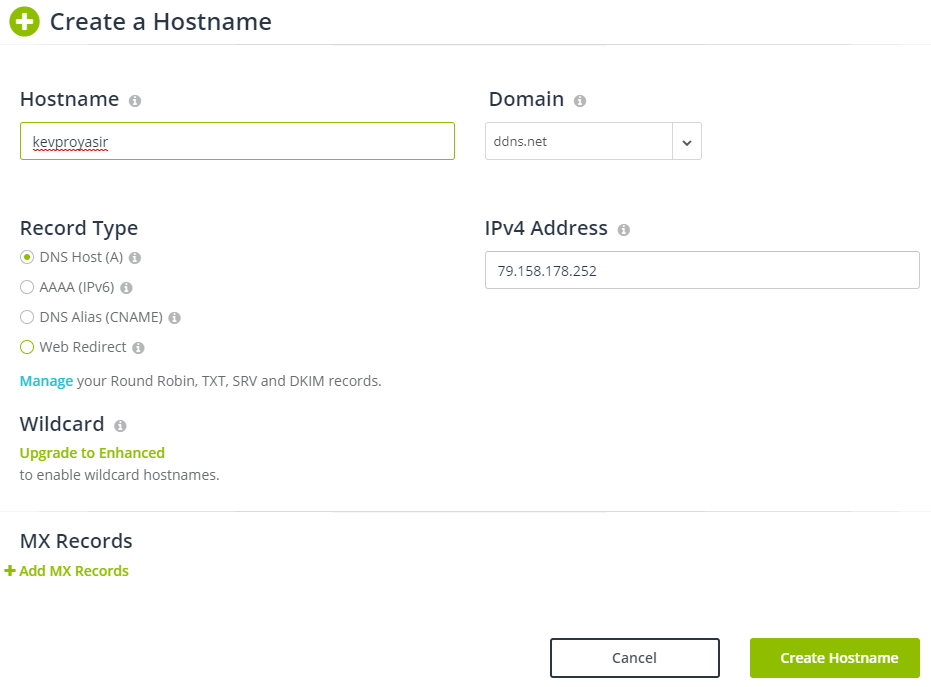 Create a Hostname
Hostname
Domain
kevproyasir
ddns.net
Record Type
IPv4 Address
DNS Host (A)
79.158.178.252
AAAA (IPv6)
DNS Alias (CNAME)
Web Redirect
Manage your Round Robin, TXT, SRV and DKIM records.
Wildcard
Upgrade to Enhanced
to enable wildcard hostnames.
MX Records
Add MX Records
Cancel
Create Hostname